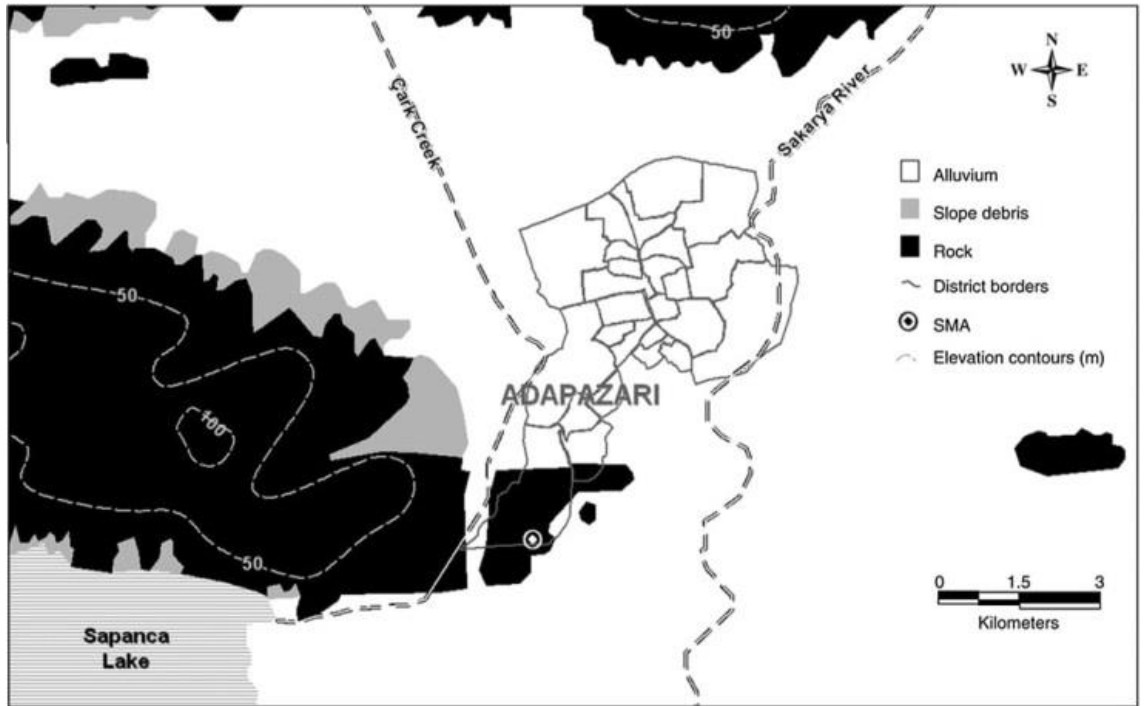 50
Çark Creek
Sakarya River
N
W E
S
Alluvium
Slope debris
Rock
District borders
SMA
Elevation contours (m)
50
ADAPAZARI
100
50
0 1.5 3
Kilometers
Sapanca
Lake